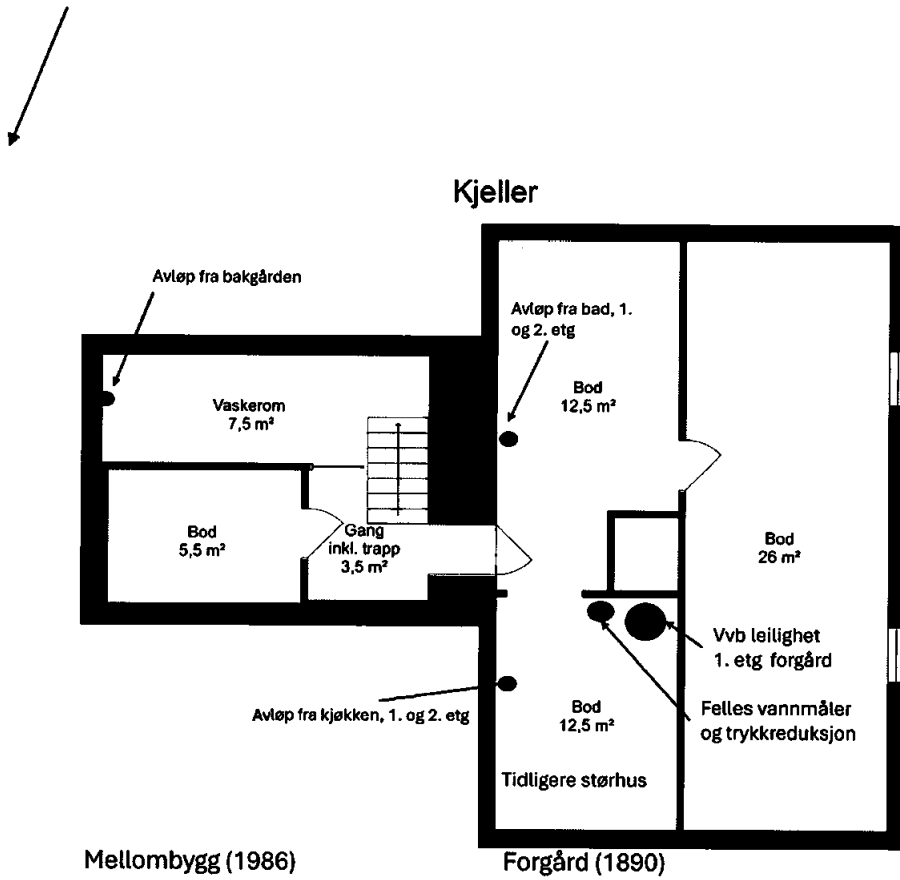 Kjeller
Avløp fra bakgården
Avløp fra bad, 1.
og 2. etg
Bod
12,5 m²
Vaskerom
7,5 m²
Bod
5,5 m²
Gang
inkl. trapp
3,5 m²
Bod
26 m²
Vvb leilighet
1. etg forgård
Avløp fra kjøkken, 1. og 2. etg
Bod
12,5 m²
Felles vannmåler
og trykkreduksjon
Tidligere størhus
Mellombygg (1986)
Forgård (1890)